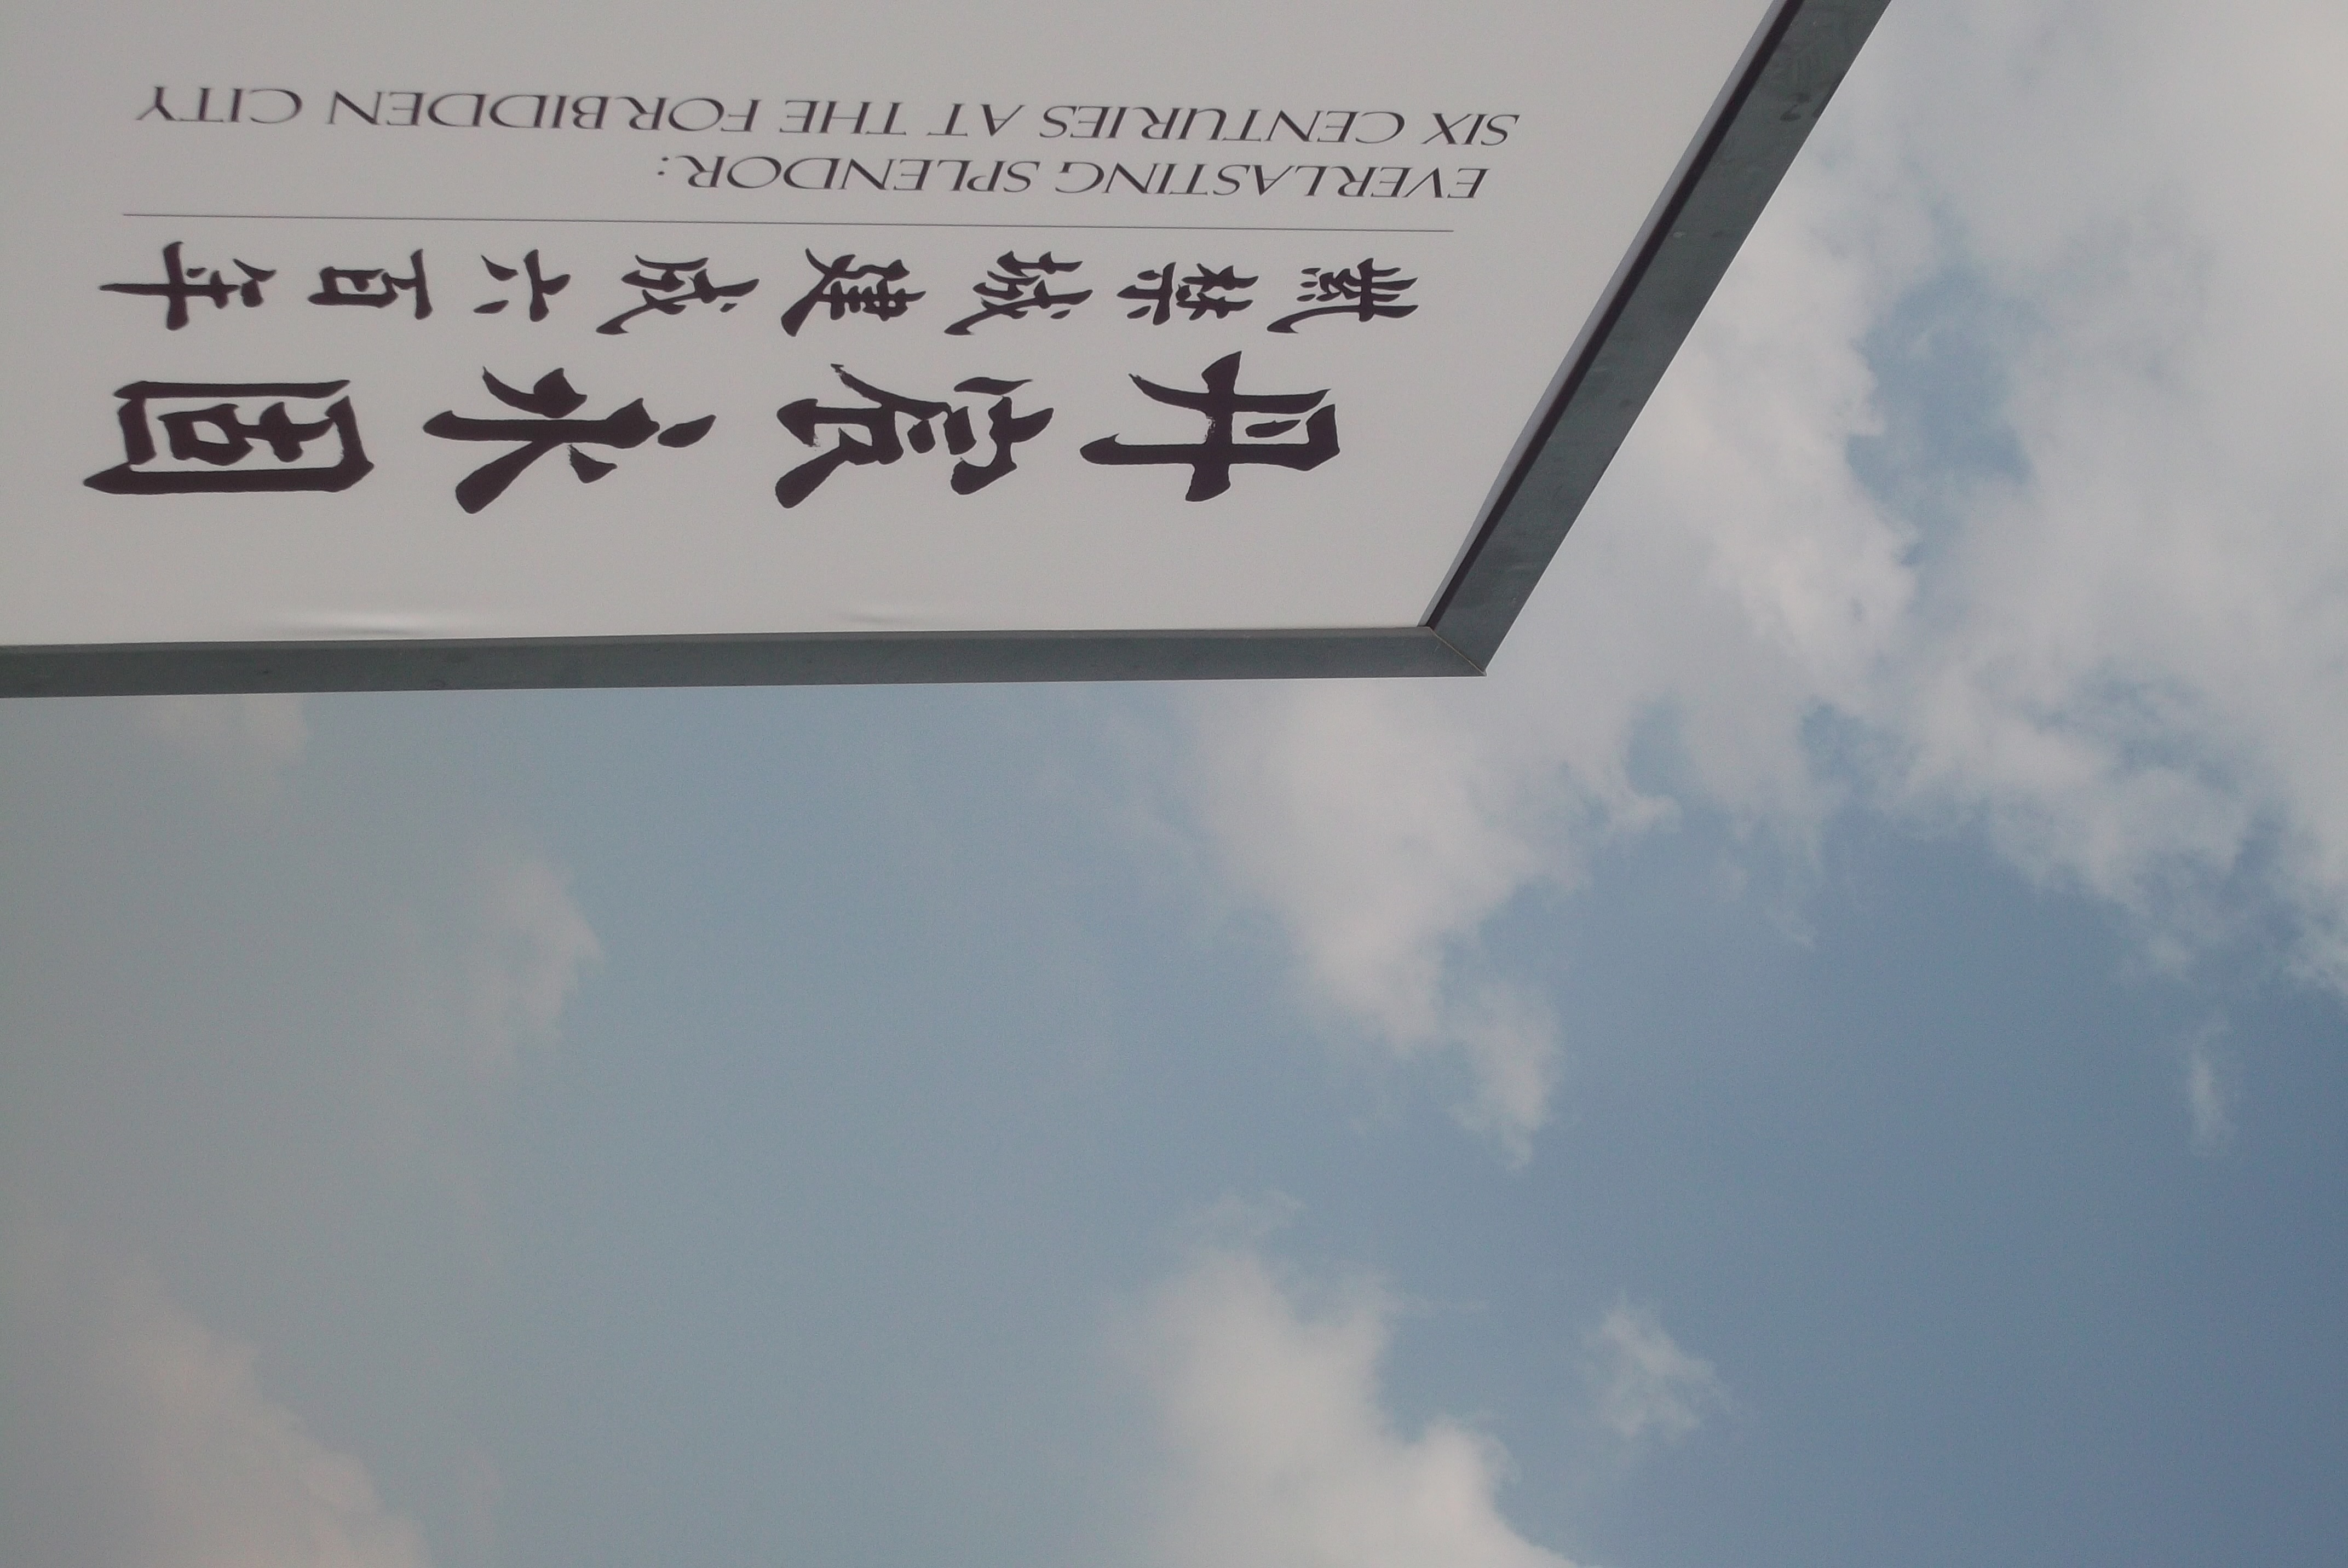 丹宸永固
紫禁城建成六百年
EVERLASTING SPLENDOR:
SIX CENTURIES AT THE FORBIDDEN CITY